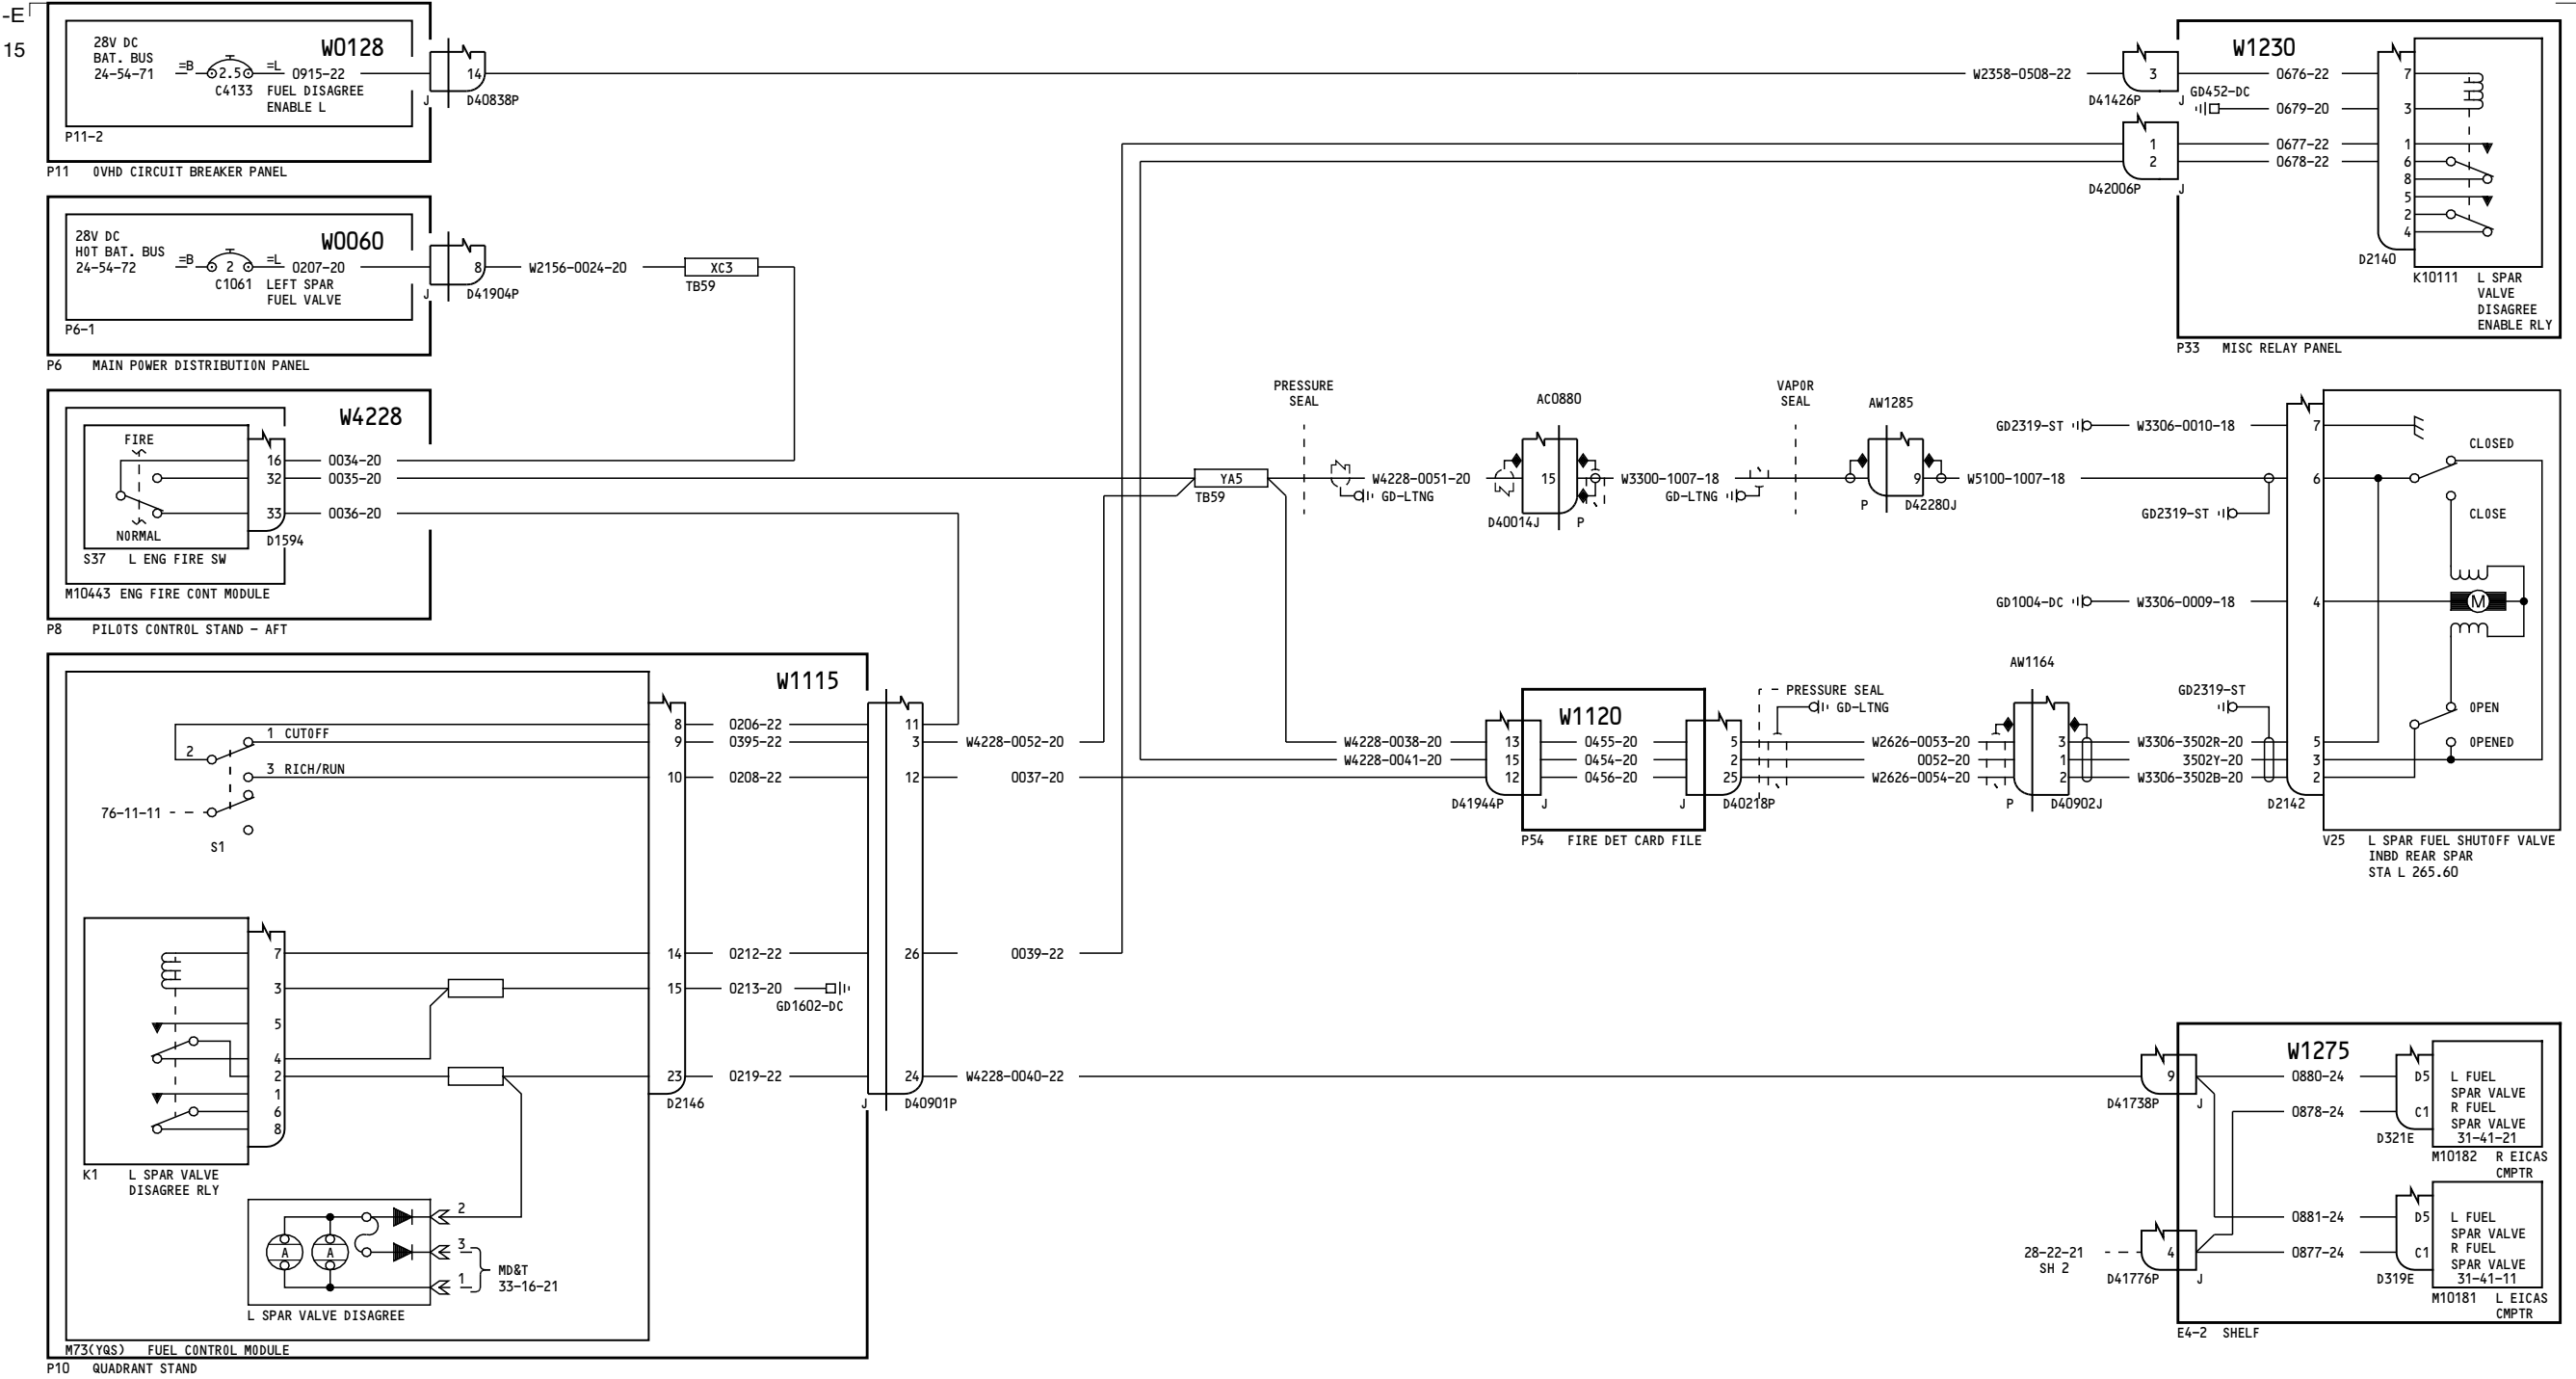 -E
15
28V DC
BAT. BUS
24-54-71
=B
2.5
C4133
=L
0915-22
FUEL DISAGREE
ENABLE L
W0128
P11-2
P11 OVHD CIRCUIT BREAKER PANEL
J
14
D40838P
W2358-0508-22
3
D41426P
J
GD452-DC
W1230
0676-22
0679-20
1
2
D42006P
J
0677-22
0678-22
7
3
1
6
8
5
2
4
D2140
K10111 L SPAR
VALVE
DISAGREE
ENABLE RLY
P33 MISC RELAY PANEL
28V DC
HOT BAT. BUS
24-54-72
=B
2
C1061
=L
0207-20
LEFT SPAR
FUEL VALVE
W0060
P6-1
P6 MAIN POWER DISTRIBUTION PANEL
J
8
D41904P
W2156-0024-20
XC3
TB59
W4228
FIRE
NORMAL
16
32
33
0034-20
0035-20
0036-20
D1594
S37 L ENG FIRE SW
M10443 ENG FIRE CONT MODULE
P8 PILOTS CONTROL STAND - AFT
YA5
TB59
PRESSURE
SEAL
W4228-0051-20
GD-LTNG
AC0880
15
D40014J
P
W3300-1007-18
GD-LTNG
VAPOR
SEAL
AW1285
9
P
D42280J
W5100-1007-18
GD2319-ST
W3306-0010-18
GD2319-ST
GD1004-DC
W3306-0009-18
7
6
4
CLOSED
CLOSE
M
OPEN
OPENED
W1115
1 CUTOFF
2
3 RICH/RUN
76-11-11
S1
8
9
10
0206-22
0395-22
0208-22
11
3
12
W4228-0052-20
0037-20
W4228-0038-20
W4228-0041-20
13
15
12
D41944P
J
W1120
0455-20
0454-20
0456-20
J
5
2
25
D40218P
P54 FIRE DET CARD FILE
PRESSURE SEAL
GD-LTNG
W2626-0053-20
0052-20
W2626-0054-20
AW1164
3
1
2
P
D40902J
GD2319-ST
W3306-3502R-20
3502Y-20
W3306-3502B-20
5
3
2
D2142
V25 L SPAR FUEL SHUTOFF VALVE
INBD REAR SPAR
STA L 265.60
7
3
5
4
2
1
6
8
K1 L SPAR VALVE
DISAGREE RLY
14
15
23
D2146
0212-22
0213-20
GD1602-DC
0219-22
26
24
J
D40901P
0039-22
W4228-0040-22
A
A
2
3
1
MD&T
33-16-21
L SPAR VALVE DISAGREE
M73(YQS) FUEL CONTROL MODULE
P10 QUADRANT STAND
9
D41738P
J
W1275
0880-24
0878-24
D5
C1
D321E
L FUEL
SPAR VALVE
R FUEL
SPAR VALVE
31-41-21
M10182 R EICAS
CMPTR
28-22-21
SH 2
4
D41776P
J
0881-24
0877-24
D5
C1
D319E
L FUEL
SPAR VALVE
R FUEL
SPAR VALVE
31-41-11
M10181 L EICAS
CMPTR
E4-2 SHELF